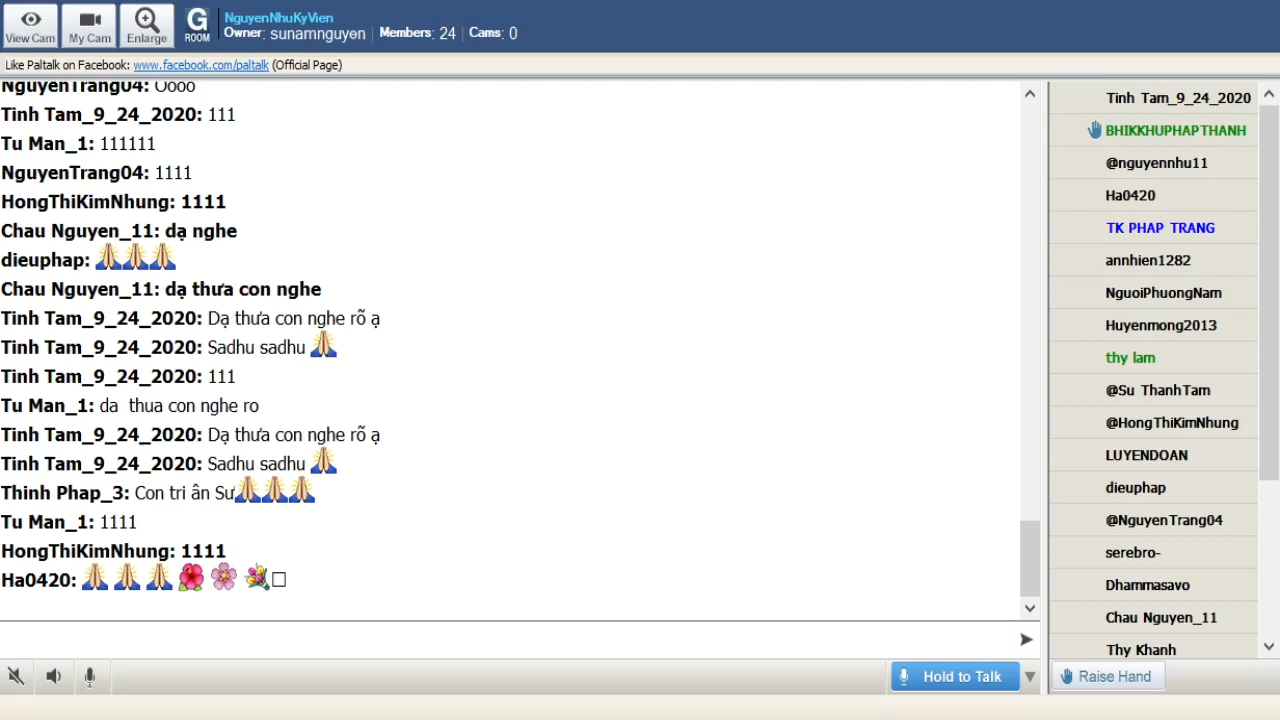 View Cam
My Cam
Enlarge
G
ROOM
NguyenNhuKyVien
Owner: sunamnguyen | Members: 24 | Cams: 0
Like Paltalk on Facebook: www.facebook.com/paltalk (Official Page)
NguyenTrang04: Oooo
Tinh Tam_9_24_2020: 111
Tu Man_1: 111111
NguyenTrang04: 1111
HongThiKimNhung: 1111
Chau Nguyen_11: dạ nghe
dieuphap: 🙏🙏🙏
Chau Nguyen_11: dạ thưa con nghe
Tinh Tam_9_24_2020: Dạ thưa con nghe rõ ạ
Tinh Tam_9_24_2020: Sadhu sadhu 🙏
Tinh Tam_9_24_2020: 111
Tu Man_1: da thua con nghe ro
Tinh Tam_9_24_2020: Dạ thưa con nghe rõ ạ
Tinh Tam_9_24_2020: Sadhu sadhu 🙏
Thinh Phap_3: Con tri ân Sư🙏🙏🙏
Tu Man_1: 1111
HongThiKimNhung: 1111
Ha0420: 🙏🙏🙏🌺🌸💐□
Hold to Talk
Tinh Tam_9_24_2020
BHIKKHUPHAPTHANH
@nguyennhu11
Ha0420
TK PHAP TRANG
annhien1282
NguoiPhuongNam
Huyenmong2013
thy lam
@Su ThanhTam
@HongThiKimNhung
LUYENDOAN
dieuphap
@NguyenTrang04
serebro-
Dhammasavo
Chau Nguyen_11
Thy Khanh
Raise Hand